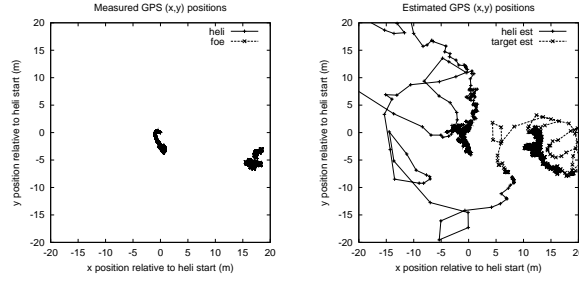 Measured GPS (x,y) positions
20
15
10
5
0
-5
-10
-15
-20
-20 -15 -10 -5 0 5 10 15 20
y position relative to heli start (m)
x position relative to heli start (m)
heli
foe
Estimated GPS (x,y) positions
20
15
10
5
0
-5
-10
-15
-20
-20 -15 -10 -5 0 5 10 15 20
y position relative to heli start (m)
x position relative to heli start (m)
heli est
target est